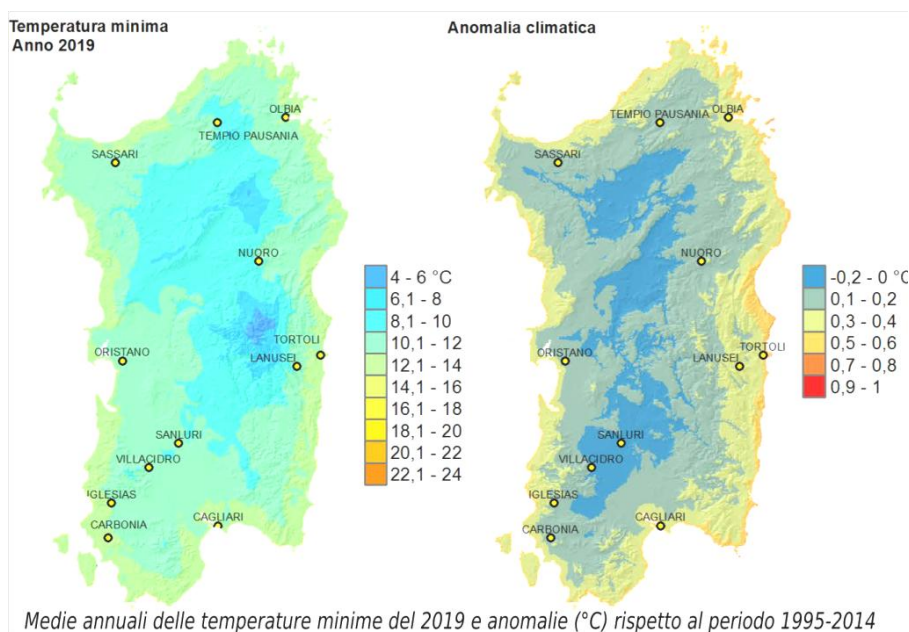 Temperatura minima
Anno 2019
OLBIA
TEMPIO PAUSANIA
SASSARI
NUORO
ORISTANO
TORTOLI
LANUSEI
SANLURI
VILLACIDRO
IGLESIAS
CARBONIA
CAGLIARI
4 - 6 °C
6,1 - 8
8,1 - 10
10,1 - 12
12,1 - 14
14,1 - 16
16,1 - 18
18,1 - 20
20,1 - 22
22,1 - 24
Anomalia climatica
OLBIA
TEMPIO PAUSANIA
SASSARI
NUORO
ORISTANO
TORTOLI
LANUSEI
SANLURI
VILLACIDRO
IGLESIAS
CARBONIA
CAGLIARI
-0,2 - 0 °C
0,1 - 0,2
0,3 - 0,4
0,5 - 0,6
0,7 - 0,8
0,9 - 1
Medie annuali delle temperature minime del 2019 e anomalie (°C) rispetto al periodo 1995-2014